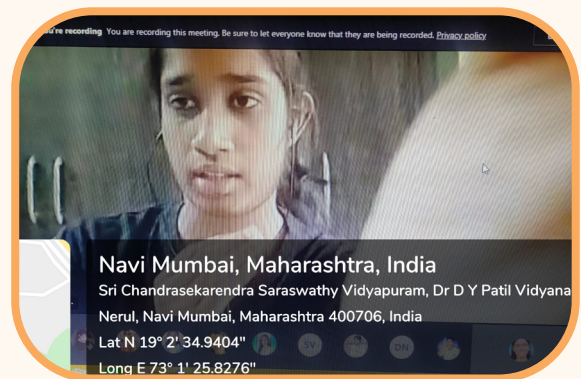 You're recording You are recording this meeting. Be sure to let everyone know that they are being recorded. Privacy policy
Navi Mumbai, Maharashtra, India
Sri Chandrasekarendra Saraswathy Vidyapuram, Dr D Y Patil Vidyana
Nerul, Navi Mumbai, Maharashtra 400706, India
Lat N 19° 2' 34.9404"
SV DN
Long E 73° 1' 25.8276"